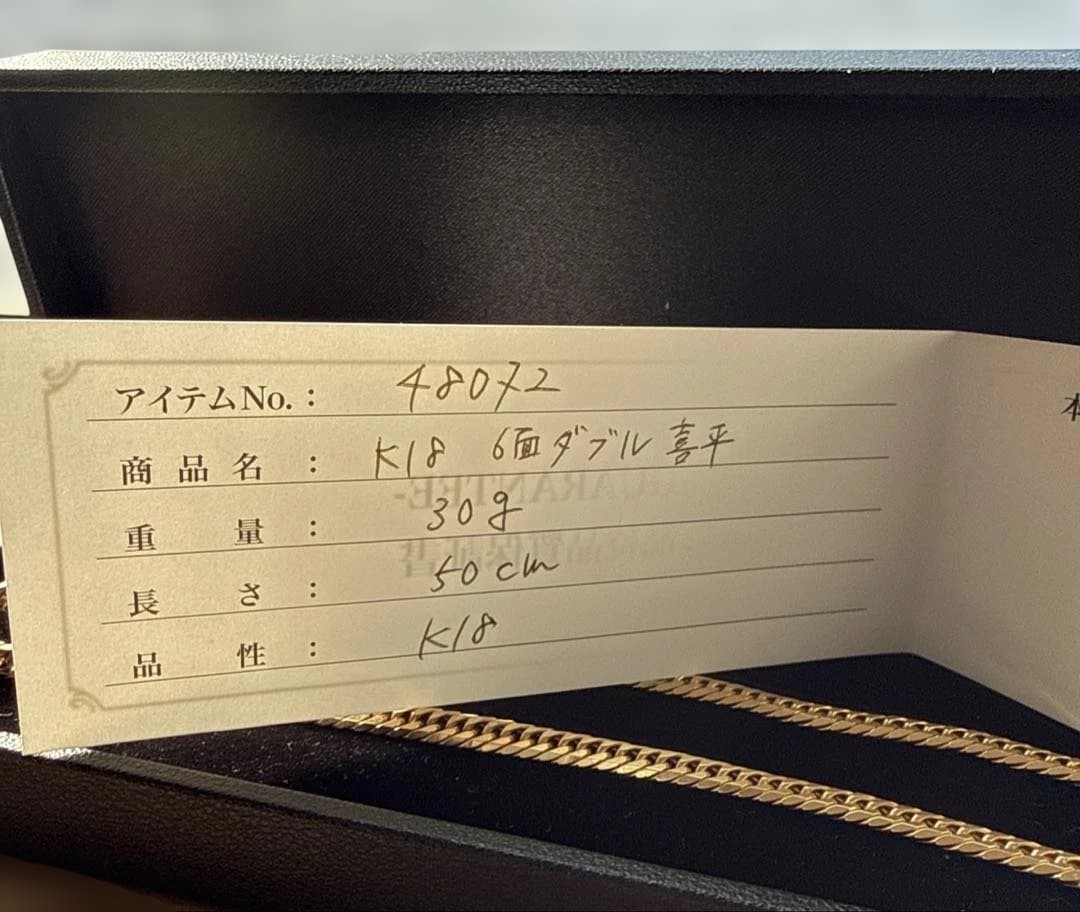 アイテムNo. : 48072
商品名 : K18 6面ダブル喜平
重量 : 30g
長さ : 50cm
品性 : K18
本